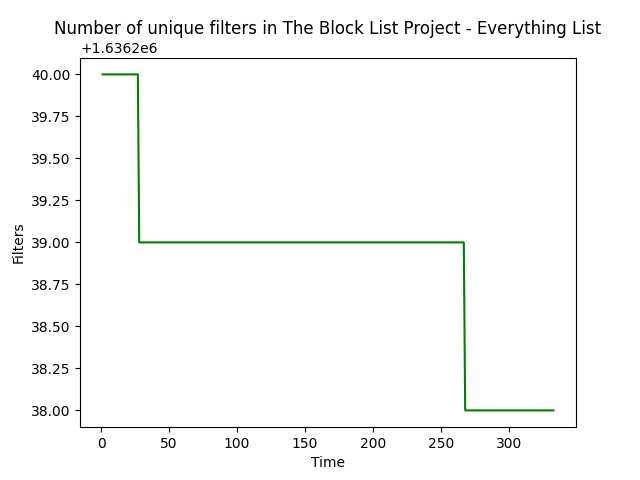 Number of unique filters in The Block List Project - Everything List
+1.6362e6
40.00
39.75
39.50
39.25
39.00
38.75
38.50
38.25
38.00
Filters
0 50 100 150 200 250 300
Time